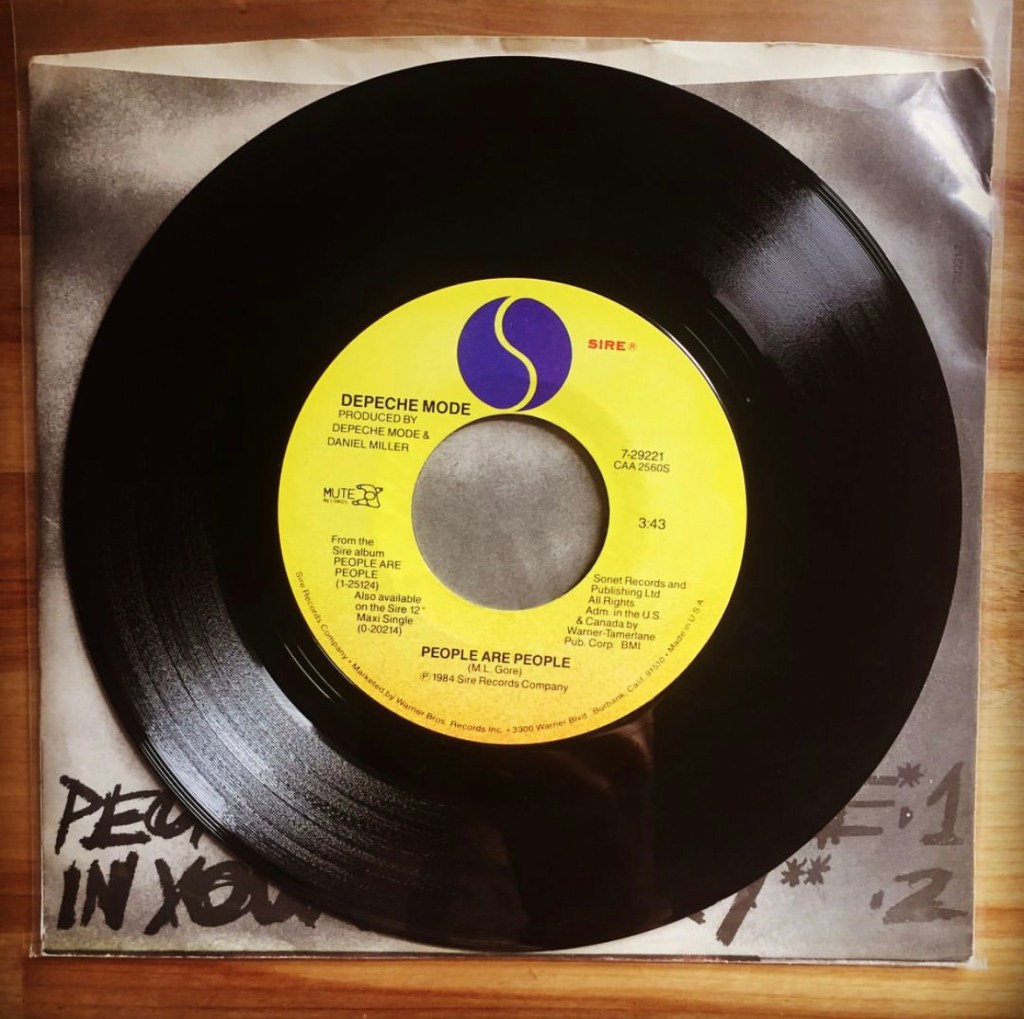 SIRE®
DEPECHE MODE
PRODUCED BY
DEPECHE MODE &
DANIEL MILLER
7-29221
CAA 2560S
MUTE
RECORDS
3:43
From the
Sire album
PEOPLE ARE
PEOPLE
(1-25124)
Also available
on the Sire 12"
Maxi Single
(0-20214)
Sonet Records and
Publishing Ltd
All Rights
Adm. in the U.S.
& Canada by
Warner-Tamerlane
Pub. Corp. BMI
PEOPLE ARE PEOPLE
(M.L. Gore)
℗ 1984 Sire Records Company
Sire Records Company • Marketed by Warner Bros. Records Inc. • 3300 Warner Blvd. Burbank, Calif. 91510 • Made in U.S.A.
E*·1
IN
** ·2